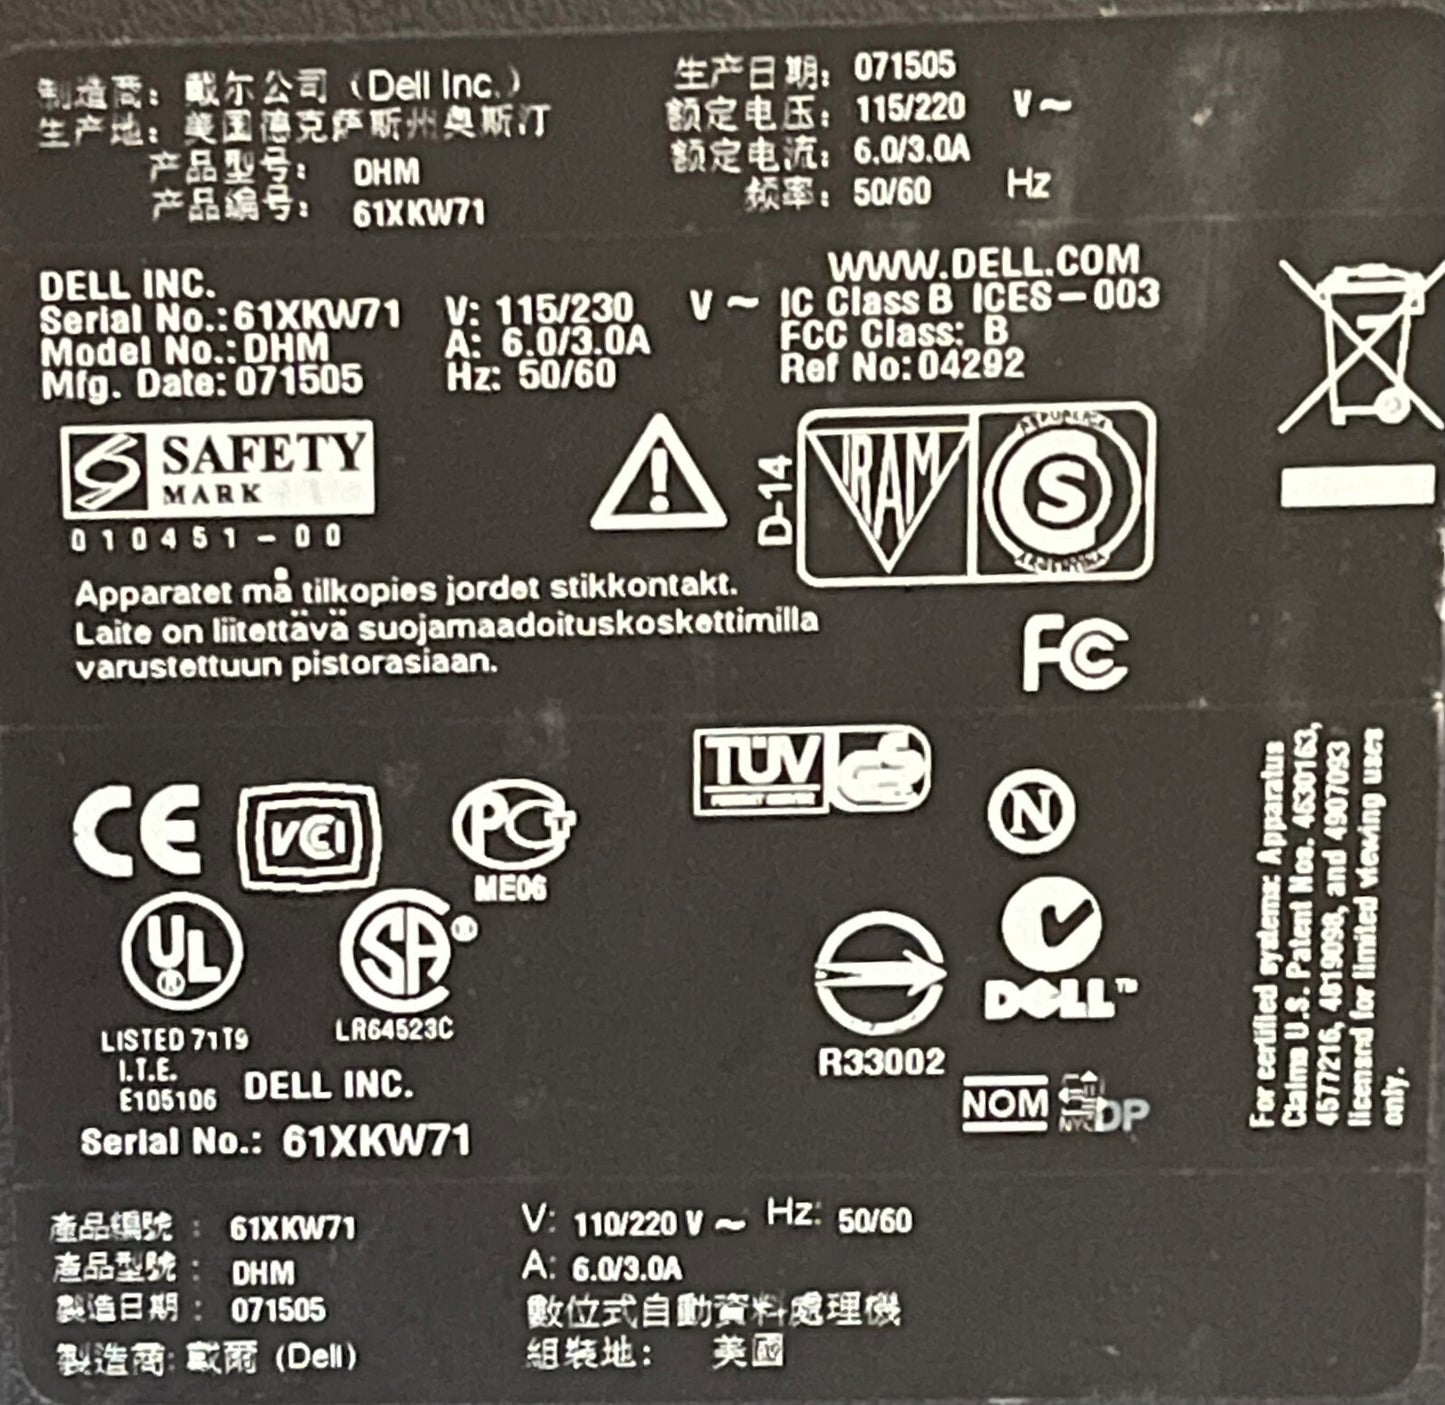 制造商: 戴尔公司 (Dell Inc.)
生产地: 美国德克萨斯州奥斯汀
产品型号: DHM
产品编号: 61XKW71
生产日期: 071505
额定电压: 115/220 V~
额定电流: 6.0/3.0A
频率: 50/60 Hz
DELL INC.
Serial No.: 61XKW71
Model No.: DHM
Mfg. Date: 071505
V: 115/230 V~
A: 6.0/3.0A
Hz: 50/60
WWW.DELL.COM
IC Class B ICES-003
FCC Class: B
Ref No: 04292
SAFETY
MARK
010451-00
D-14
IRAM
REPUBLICA
S
ARGENTINA
Apparatet må tilkopies jordet stikkontakt.
Laite on liitettävä suojamaadoituskoskettimilla
varustettuun pistorasiaan.
FC
CE
VCI
PCT
ME06
TÜV
GS
N
UL®
LISTED 71T9
I.T.E.
E105106
SA®
LR64523C
DELL INC.
Serial No.: 61XKW71
R33002
DELL™
NOM
NYCE
DP
For certified systems: Apparatus
Claims U.S. Patent Nos. 4630163,
4577216, 4819098, and 4907093
licensed for limited viewing uses
only.
產品編號: 61XKW71
產品型號: DHM
製造日期: 071505
製造商: 戴爾 (Dell)
V: 110/220 V~ Hz: 50/60
A: 6.0/3.0A
數位式自動資料處理機
組裝地: 美國